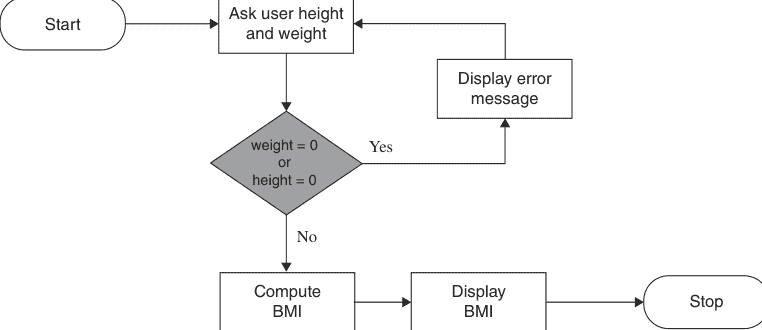 Start
Ask user height
and weight
Display error
message
weight = 0
or
height = 0
Yes
No
Compute
BMI
Display
BMI
Stop